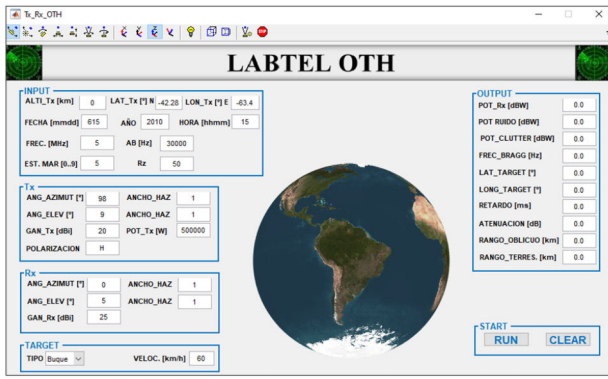 Tx_Rx_OTH
LABTEL OTH
INPUT
ALTI_Tx [km] 0 LAT_Tx [º] N -42.28 LON_Tx [º] E -63.4
FECHA [mmdd] 615 AÑO 2010 HORA [hhmm] 15
FREC. [MHz] 5 AB [Hz] 30000
EST. MAR [0..9] 5 Rz 50
Tx
ANG_AZIMUT [º] 98 ANCHO_HAZ 1
ANG_ELEV [º] 9 ANCHO_HAZ 1
GAN_Tx [dBi] 20 POT_Tx [W] 500000
POLARIZACION H
Rx
ANG_AZIMUT [º] 0 ANCHO_HAZ 1
ANG_ELEV [º] 5 ANCHO_HAZ 1
GAN_Rx [dBi] 25
TARGET
TIPO Buque VELOC. [km/h] 60
OUTPUT
POT_Rx [dBW] 0.0
POT RUIDO [dBW] 0.0
POT_CLUTTER [dBW] 0.0
FREC_BRAGG [Hz] 0.0
LAT_TARGET [º] 0.0
LONG_TARGET [º] 0.0
RETARDO [ms] 0.0
ATENUACION [dB] 0.0
RANGO_OBLICUO [km] 0.0
RANGO_TERRES. [km] 0.0
START
RUN CLEAR